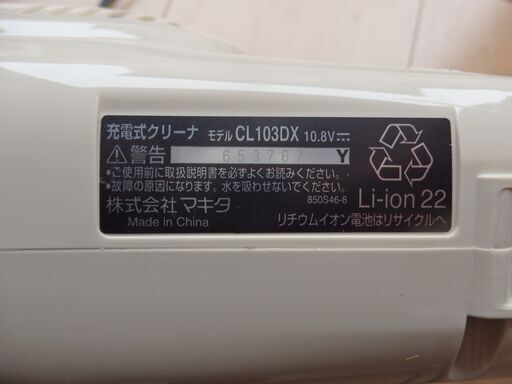 充電式クリーナ モデル CL103DX 10.8V
警告 653767 Y
•ご使用前に取扱説明書を必ずよくお読みください。
•故障の原因になります。水を吸わせないでください。
株式会社 マキタ
850S46-8
Made in China
Li-ion 22
リチウムイオン電池はリサイクルへ